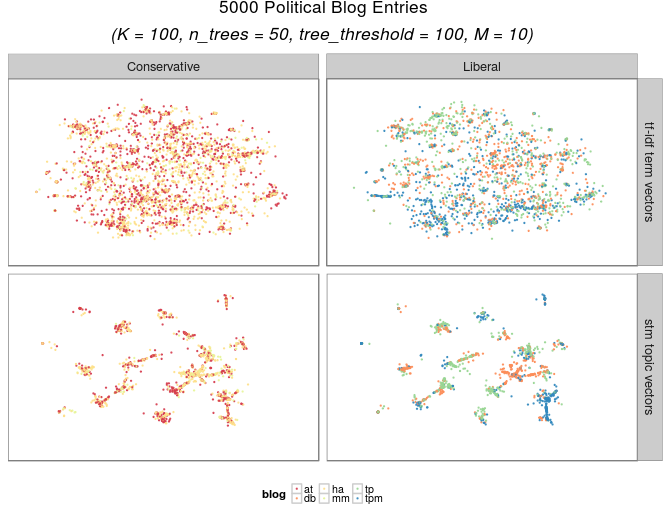 5000 Political Blog Entries
(K = 100, n_trees = 50, tree_threshold = 100, M = 10)
Conservative
Liberal
tf-idf term vectors
stm topic vectors
blog
at ha tp
db mm tpm